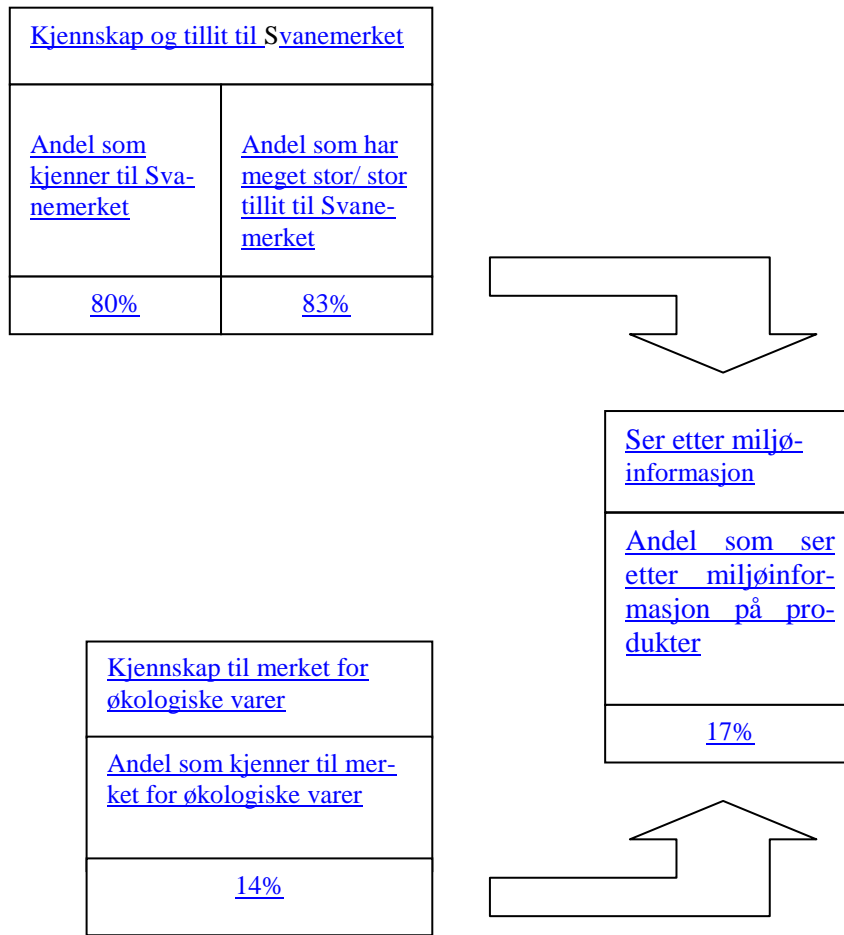 Kjennskap og tillit til Svanemerket
Andel som
kjenner til Sva-
nemerket
Andel som har
meget stor/ stor
tillit til Svane-
merket
80%
83%
Ser etter miljø-
informasjon
Andel som ser
etter miljøinfor-
masjon på pro-
dukter
17%
Kjennskap til merket for
økologiske varer
Andel som kjenner til mer-
ket for økologiske varer
14%